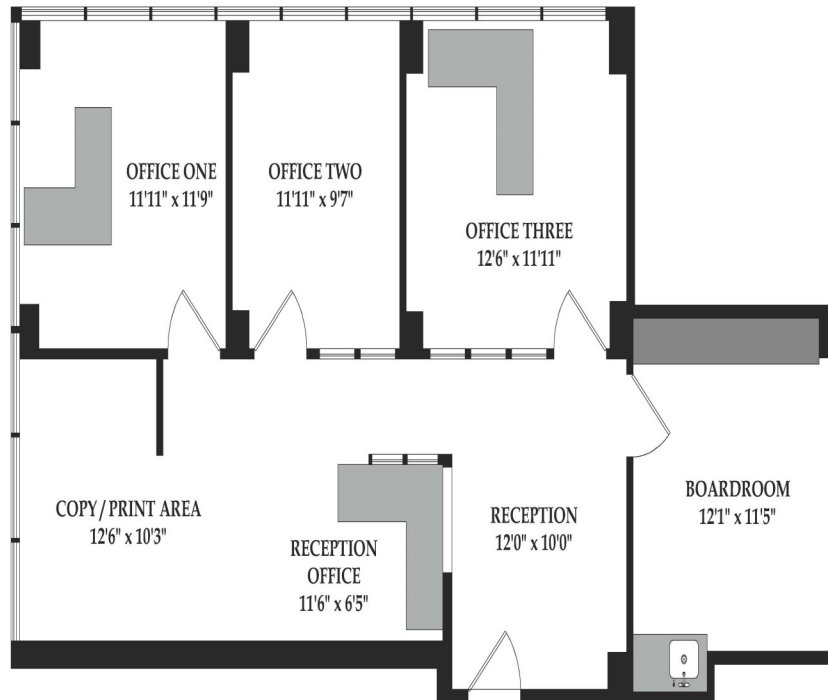 OFFICE ONE
11'11" x 11'9"
OFFICE TWO
11'11" x 9'7"
OFFICE THREE
12'6" x 11'11"
COPY / PRINT AREA
12'6" x 10'3"
RECEPTION
OFFICE
11'6" x 6'5"
RECEPTION
12'0" x 10'0"
BOARDROOM
12'1" x 11'5"